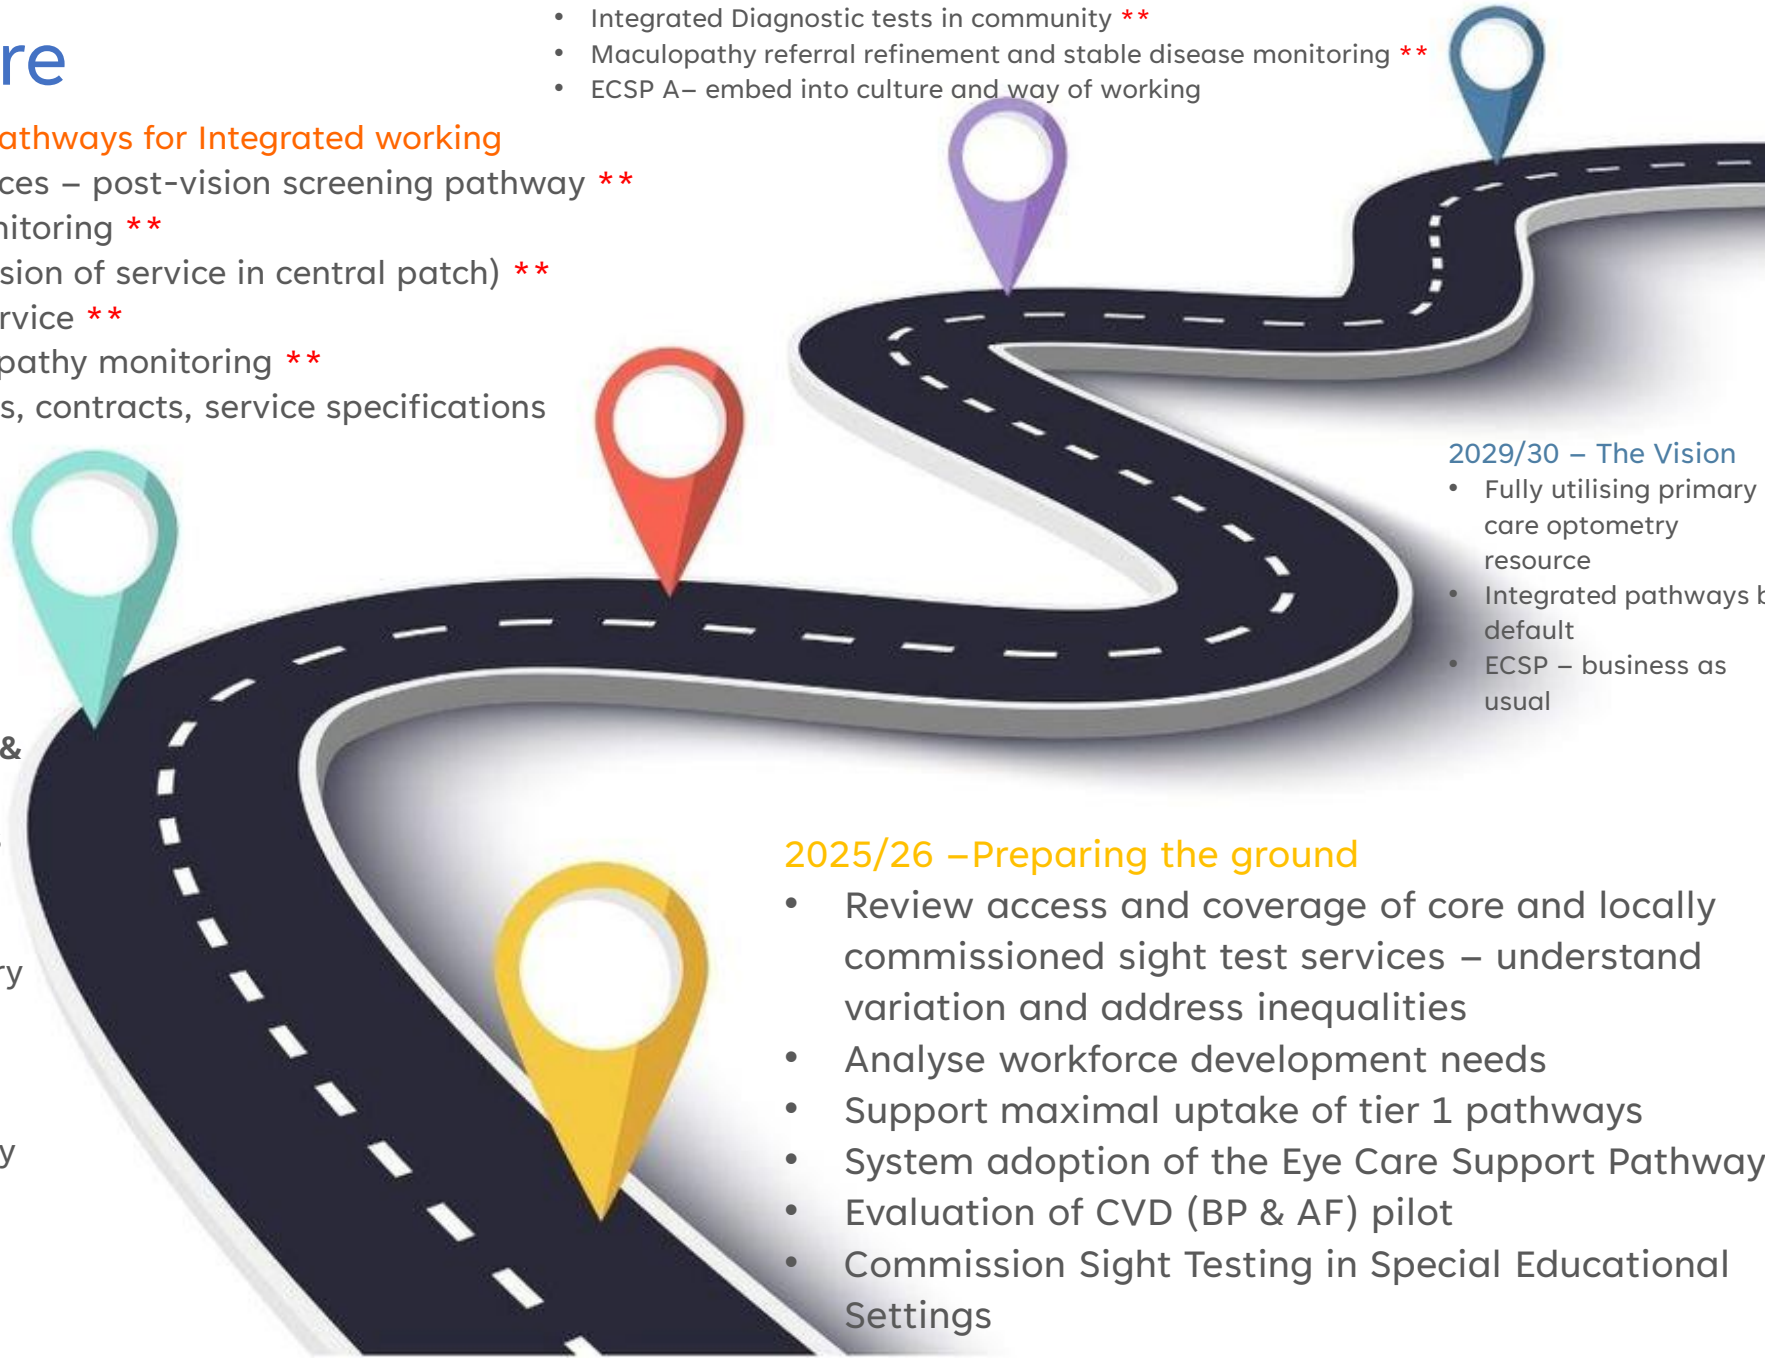 • Integrated Diagnostic tests in community **
• Maculopathy referral refinement and stable disease monitoring **
• ECSP A– embed into culture and way of working
re
athways for Integrated working
ces – post-vision screening pathway **
nitoring **
sion of service in central patch) **
rvice **
pathy monitoring **
s, contracts, service specifications
2029/30 – The Vision
• Fully utilising primary
care optometry
resource
• Integrated pathways b
default
• ECSP – business as
usual
&
ry
y
2025/26 –Preparing the ground
• Review access and coverage of core and locally
commissioned sight test services – understand
variation and address inequalities
• Analyse workforce development needs
• Support maximal uptake of tier 1 pathways
• System adoption of the Eye Care Support Pathway
• Evaluation of CVD (BP & AF) pilot
• Commission Sight Testing in Special Educational
Settings